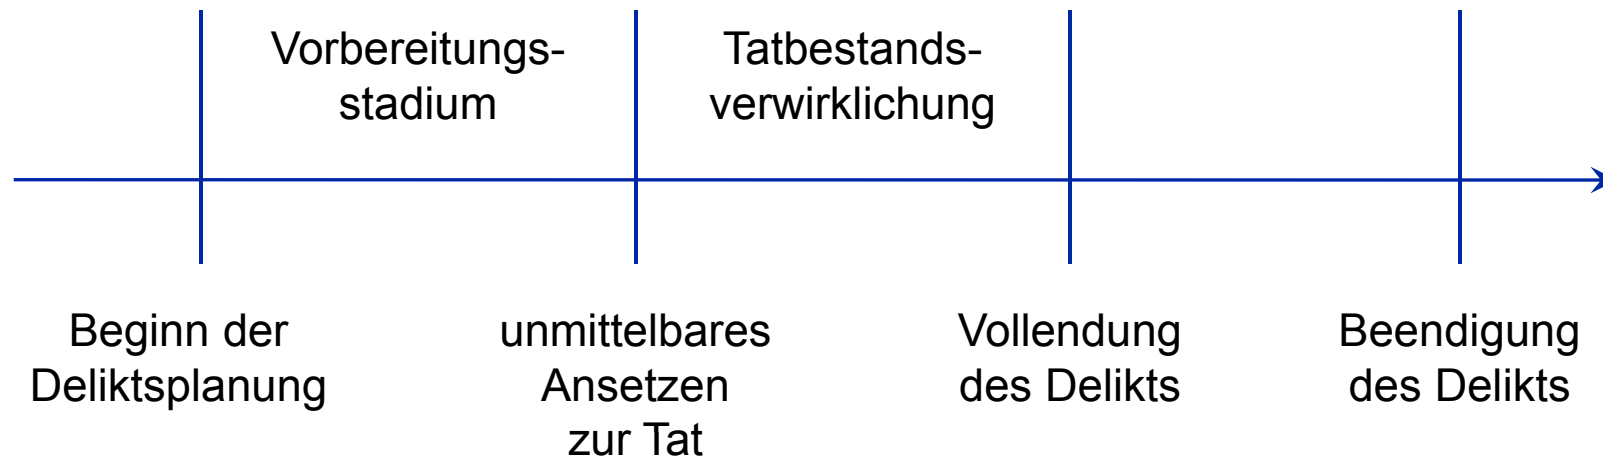 Vorbereitungs-
stadium
Tatbestands-
verwirklichung
Beginn der
Deliktsplanung
unmittelbares
Ansetzen
zur Tat
Vollendung
des Delikts
Beendigung
des Delikts